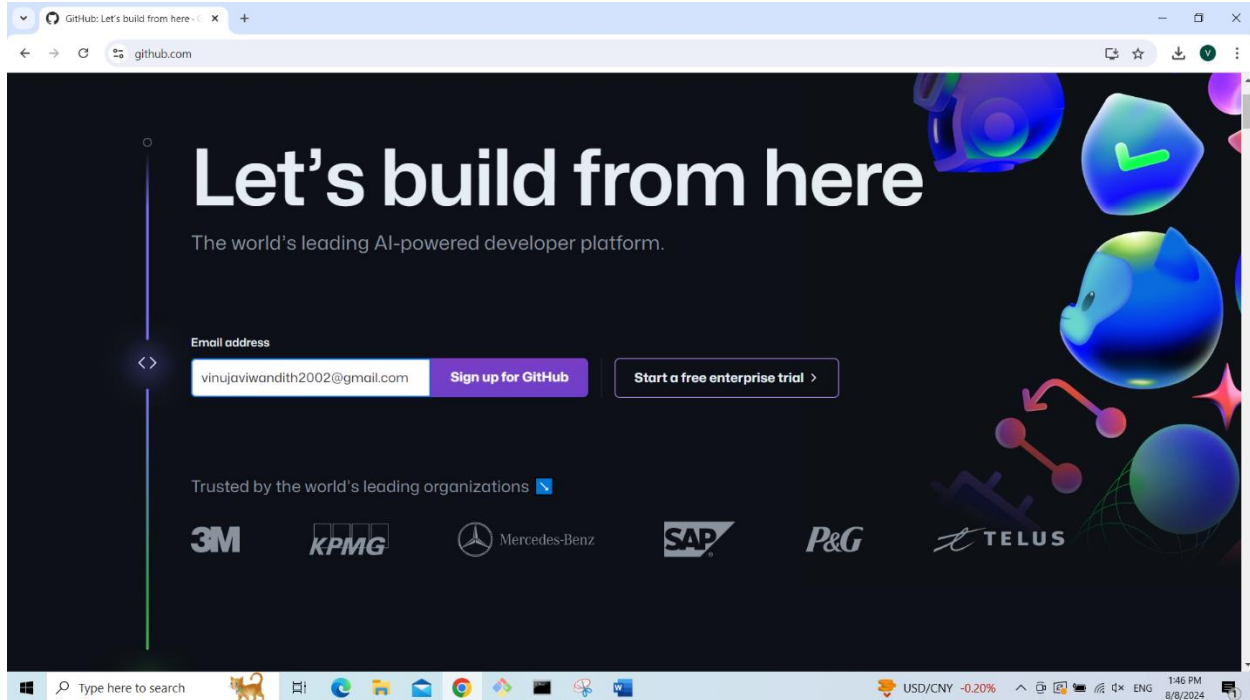 GitHub: Let's build from here - G
github.com
V
Let's build from here
The world's leading AI-powered developer platform.
Email address
vinujaviwandith2002@gmail.com
Sign up for GitHub
Start a free enterprise trial >
Trusted by the world's leading organizations
3M
KPMG
Mercedes-Benz
SAP
P&G
TELUS
Type here to search
USD/CNY -0.20%
ENG
1:46 PM
8/8/2024